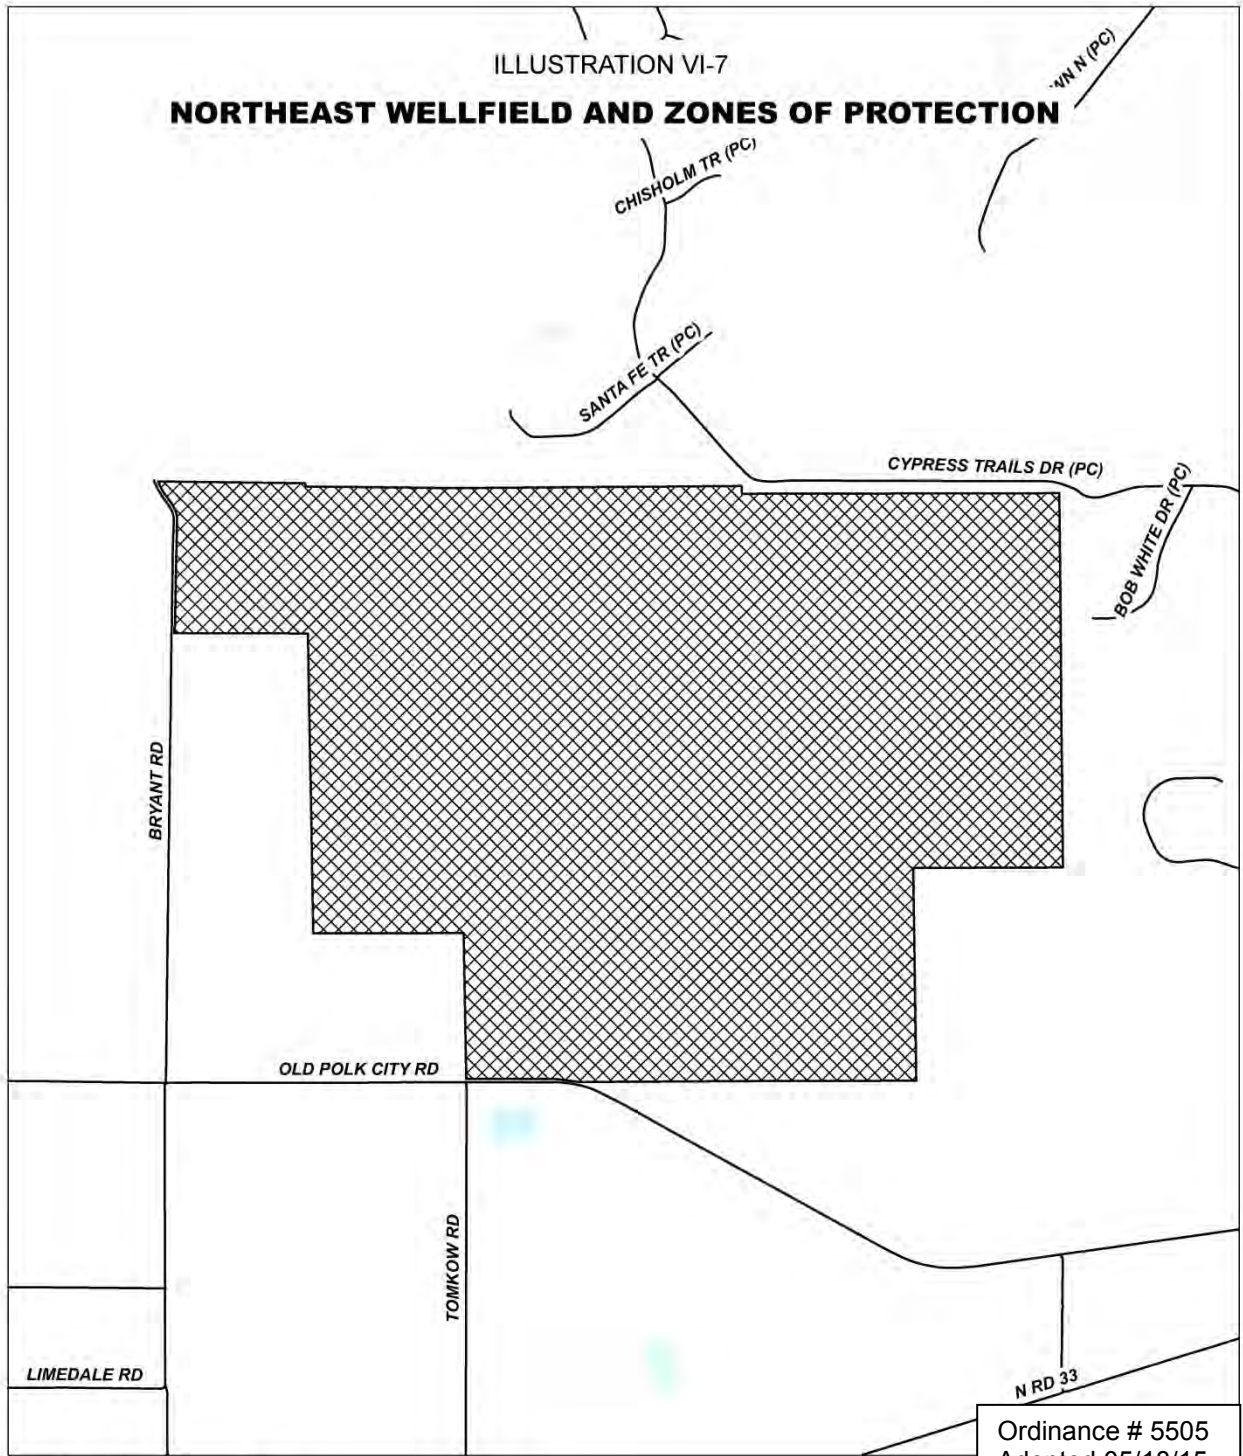 ILLUSTRATION VI-7
WN N (PC)
NORTHEAST WELLFIELD AND ZONES OF PROTECTION
CHISHOLM TR (PC)
SANTA FE TR (PC)
CYPRESS TRAILS DR (PC)
BOB WHITE DR (PC)
BRYANT RD
OLD POLK CITY RD
TOMKOW RD
LIMEDALE RD
N RD 33
Ordinance # 5505